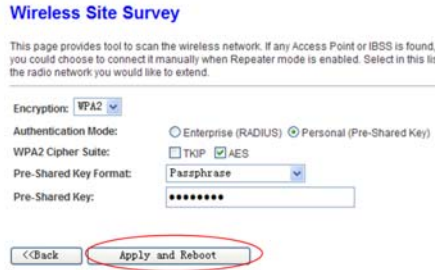 Wireless Site Survey
This page provides tool to scan the wireless network. If any Access Point or IBSS is found,
you could choose to connect it manually when Repeater mode is enabled. Select in this list
the radio network you would like to extend.
Encryption: WPA2
Authentication Mode: Enterprise (RADIUS) Personal (Pre-Shared Key)
WPA2 Cipher Suite: TKIP AES
Pre-Shared Key Format: Passphrase
Pre-Shared Key: ••••••••
<<Back Apply and Reboot